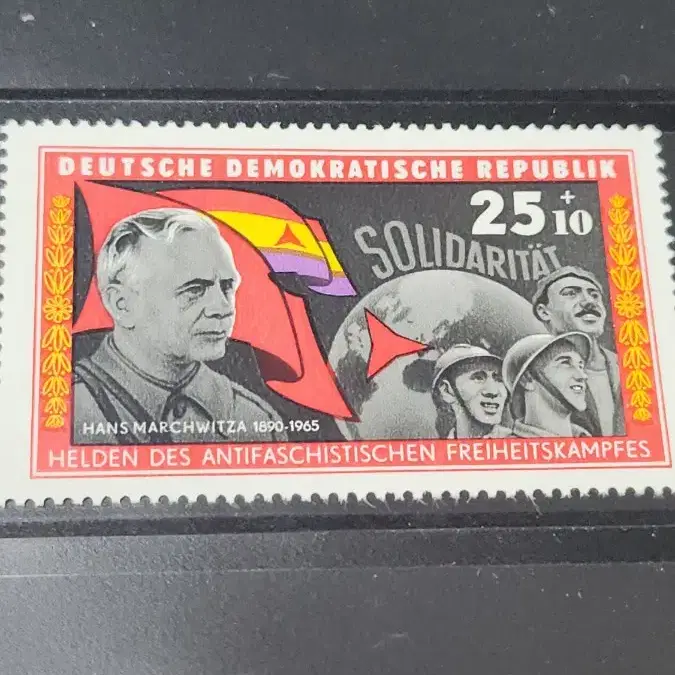 DEUTSCHE DEMOKRATISCHE REPUBLIK
25 + 10
SOLIDARITÄT
HANS MARCHWITZA 1890-1965
HELDEN DES ANTIFASCHISTISCHEN FREIHEITSKAMPFES